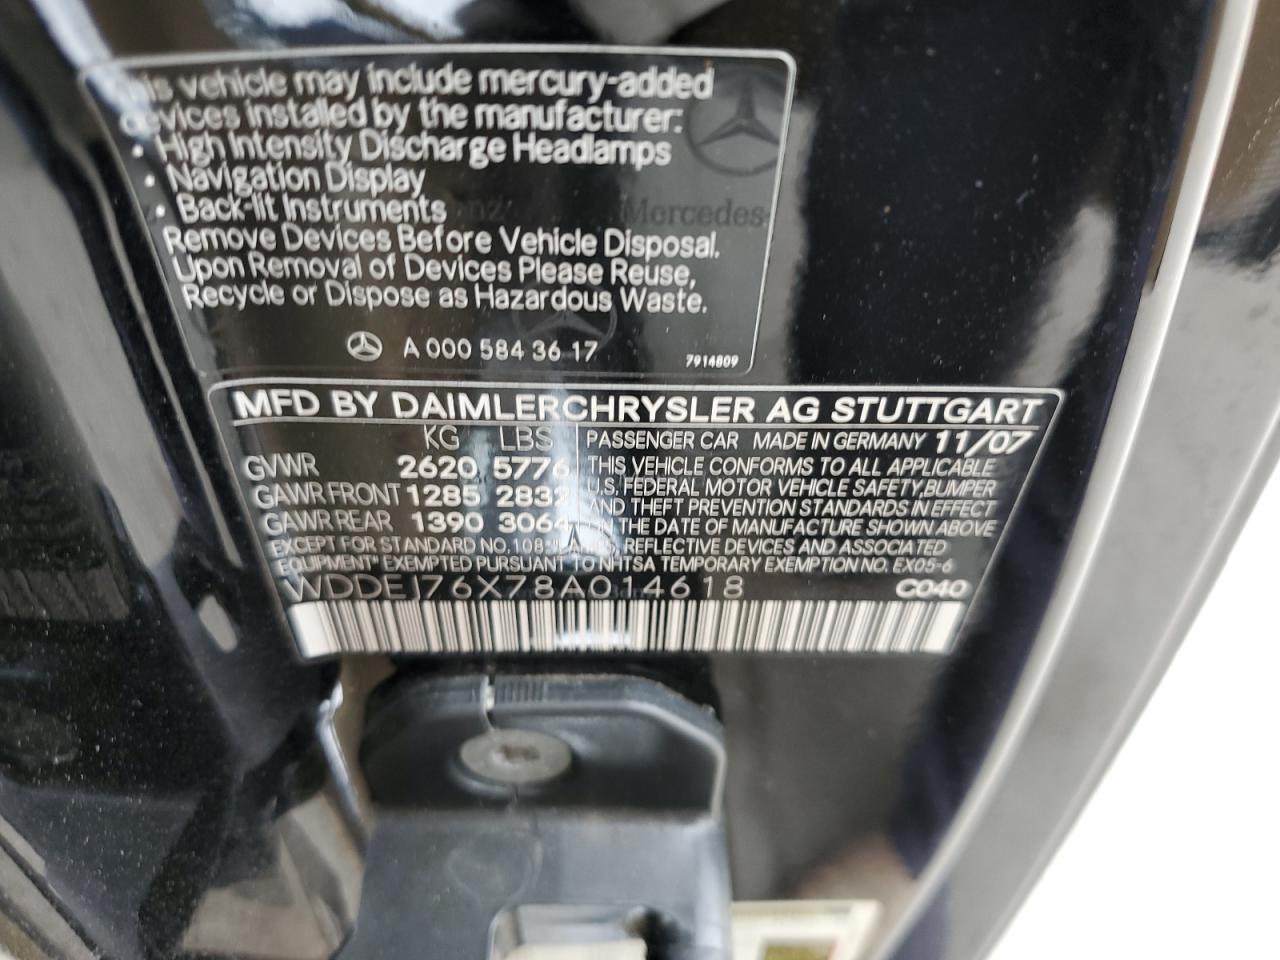 This vehicle may include mercury-added
devices installed by the manufacturer:
• High Intensity Discharge Headlamps
• Navigation Display
• Back-lit Instruments
Remove Devices Before Vehicle Disposal.
Upon Removal of Devices Please Reuse,
Recycle or Dispose as Hazardous Waste.
A 000 584 36 17
7914809
MFD BY DAIMLERCHRYSLER AG STUTTGART
KG LBS PASSENGER CAR MADE IN GERMANY 11/07
GVWR 2620 5776 THIS VEHICLE CONFORMS TO ALL APPLICABLE
GAWR FRONT 1285 2832 U.S. FEDERAL MOTOR VEHICLE SAFETY, BUMPER
AND THEFT PREVENTION STANDARDS IN EFFECT
GAWR REAR 1390 3064 ON THE DATE OF MANUFACTURE SHOWN ABOVE
EXCEPT FOR STANDARD NO. 108 "LAMPS, REFLECTIVE DEVICES AND ASSOCIATED
EQUIPMENT" EXEMPTED PURSUANT TO NHTSA TEMPORARY EXEMPTION NO. EX05-6
WDDEJ76X78A014618 C040